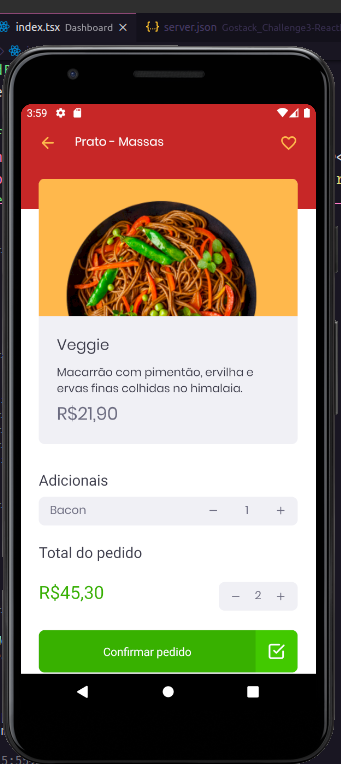 index.tsx Dashboard
server.json Gostack_Challenge3-React
3:59
Prato - Massas
Veggie
Macarrão com pimentão, ervilha e
ervas finas colhidas no himalaia.
R$21,90
Adicionais
Bacon − 1 +
Total do pedido
R$45,30 − 2 +
Confirmar pedido